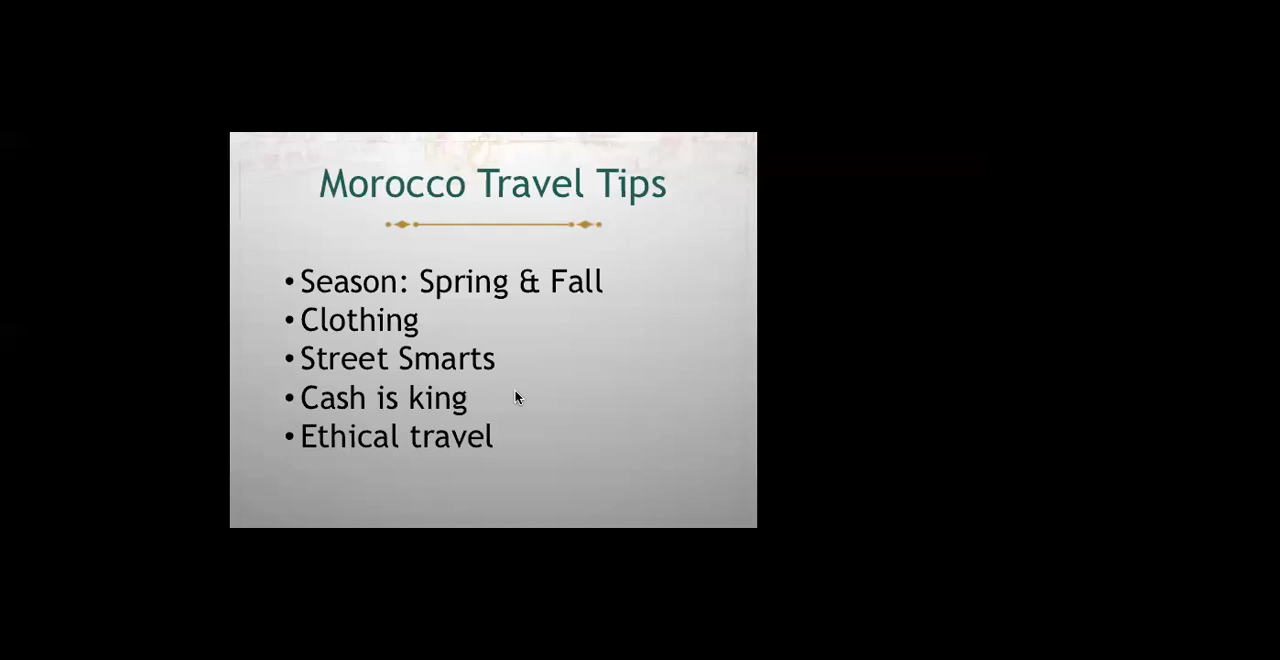 Morocco Travel Tips
• Season: Spring & Fall
• Clothing
• Street Smarts
• Cash is king
• Ethical travel